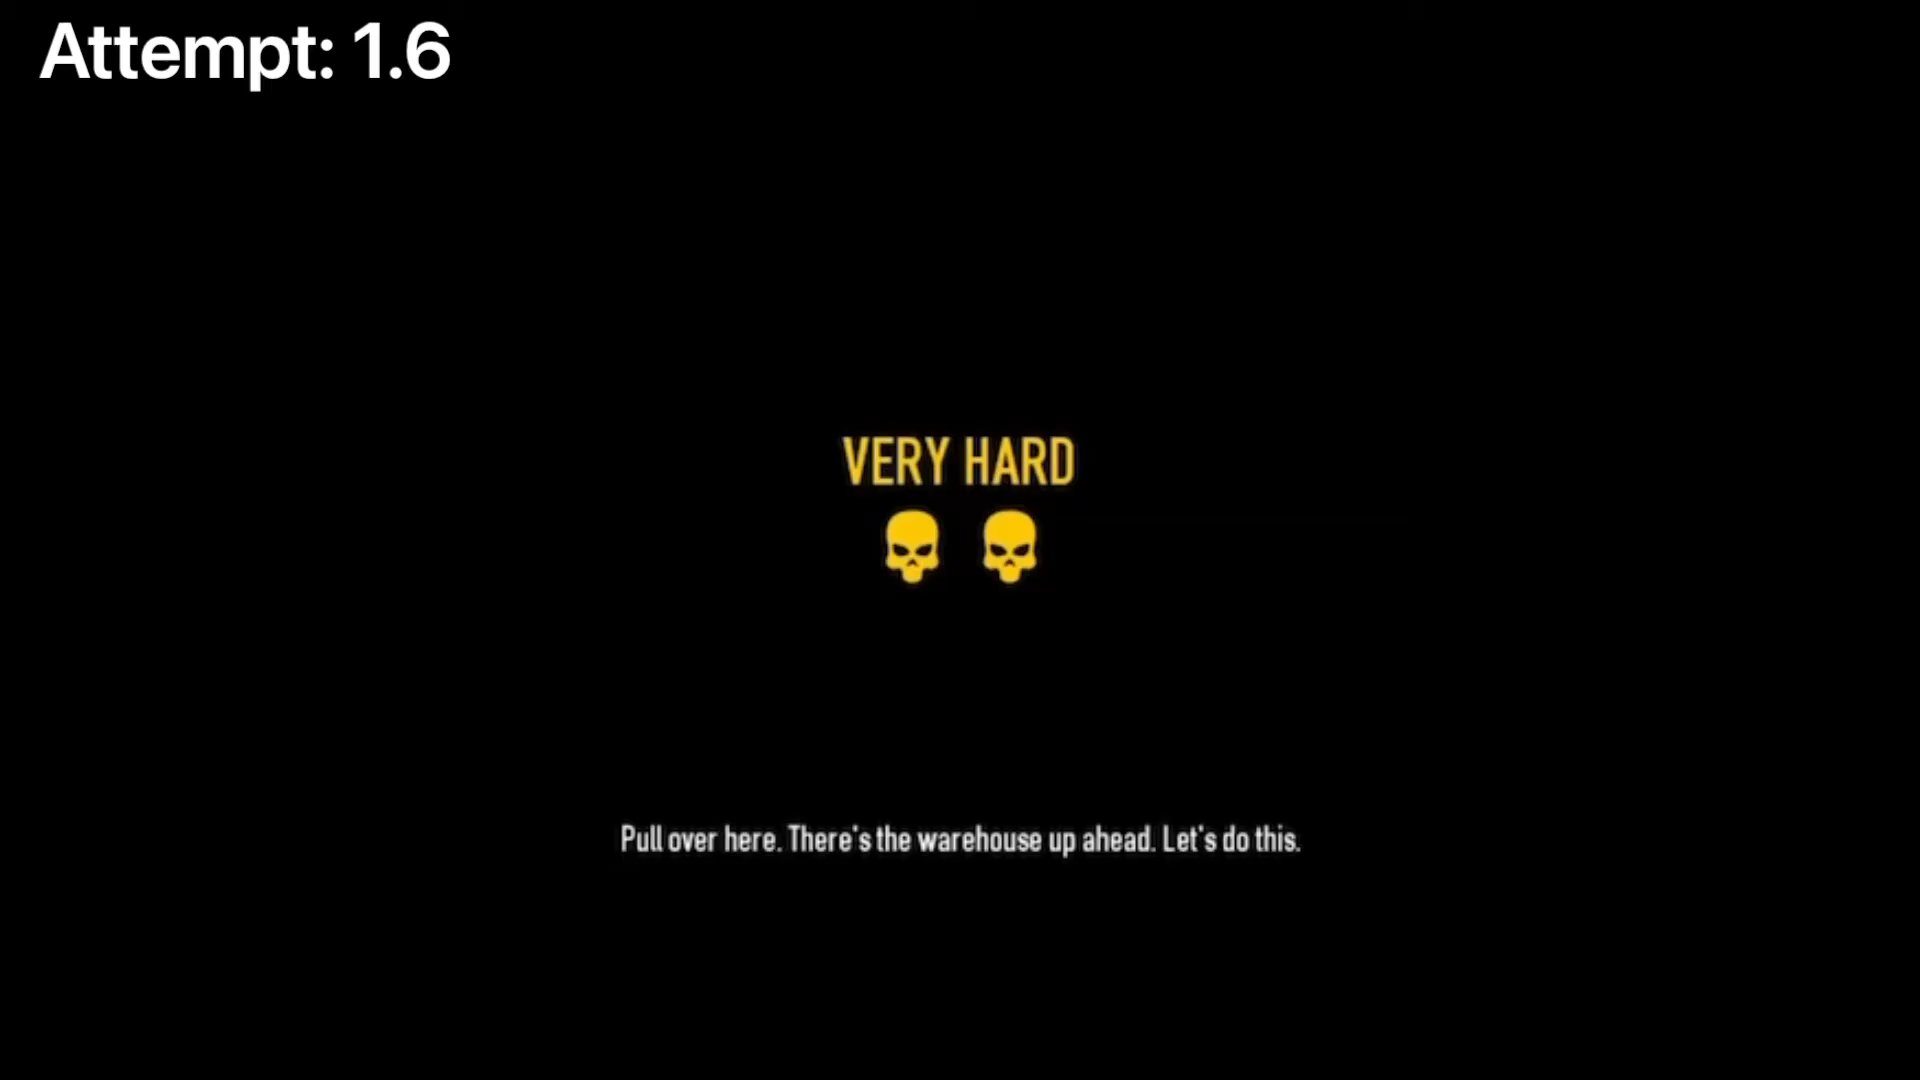 Attempt: 1.6
VERY HARD
Pull over here. There's the warehouse up ahead. Let's do this.